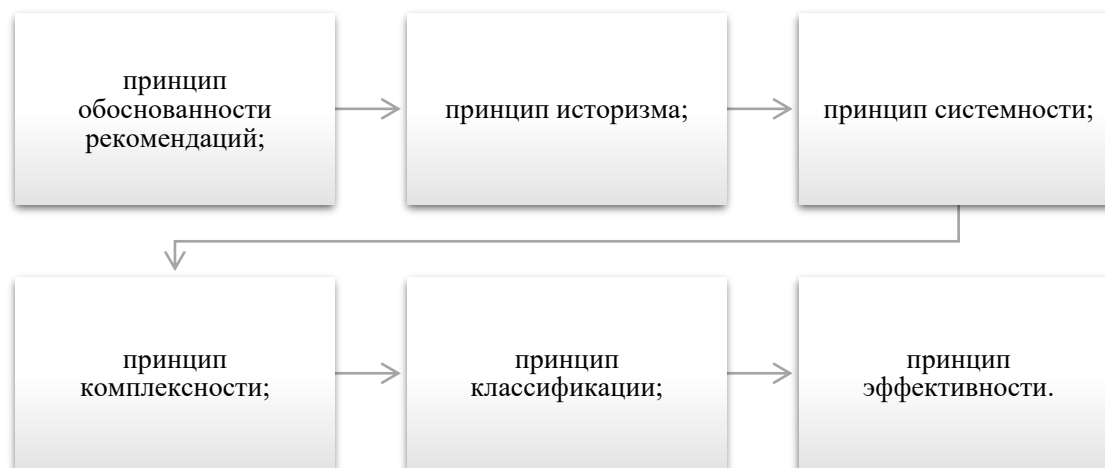 принцип
обоснованности
рекомендаций;
принцип историзма;
принцип системности;
принцип
комплексности;
принцип
классификации;
принцип
эффективности.